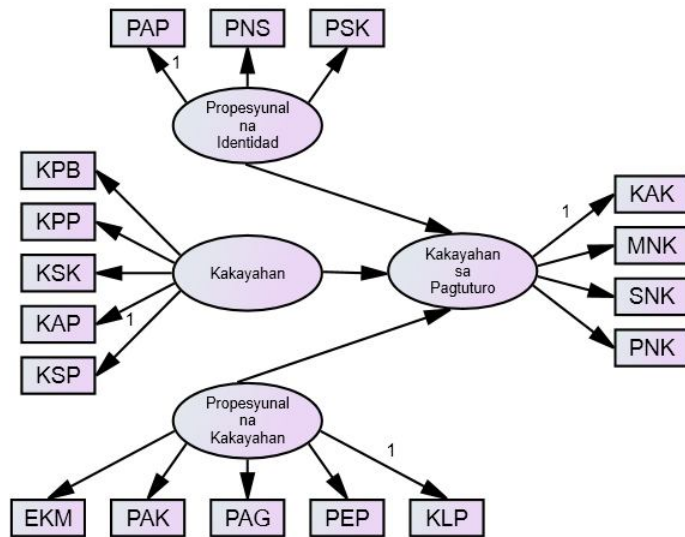 PAP PNS PSK
1
Propesyunal
na
Identidad
KPB
KPP
KSK
KAP
1
KSP
Kakayahan
Kakayahan
sa
Pagtuturo
1
KAK
MNK
SNK
PNK
Propesyunal
na
Kakayahan
1
EKM PAK PAG PEP KLP